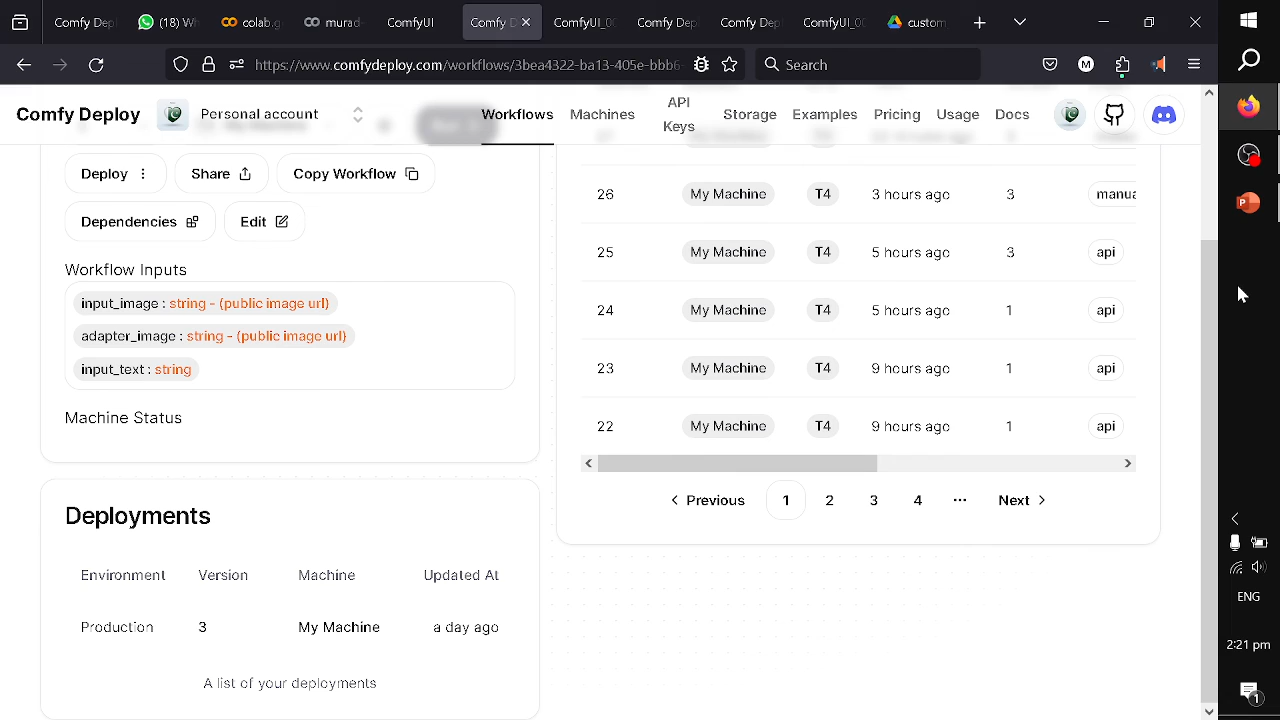 Comfy Dep
(18) Wh
colab.g
murad-
ComfyUI
Comfy D
ComfyUI_00
Comfy Dep
Comfy Dep
ComfyUI_0
custom
https://www.comfydeploy.com/workflows/3bea4322-ba13-405e-bbb6
Search
M
Comfy Deploy
Personal account
Workflows
Machines
API Keys
Storage
Examples
Pricing
Usage
Docs
Deploy
Share
Copy Workflow
Dependencies
Edit
Workflow Inputs
input_image : string - (public image url)
adapter_image : string - (public image url)
input_text : string
Machine Status
26 My Machine T4 3 hours ago 3 manua
25 My Machine T4 5 hours ago 3 api
24 My Machine T4 5 hours ago 1 api
23 My Machine T4 9 hours ago 1 api
22 My Machine T4 9 hours ago 1 api
Previous 1 2 3 4 ... Next
Deployments
Environment Version Machine Updated At
Production 3 My Machine a day ago
A list of your deployments
ENG
2:21 pm
1